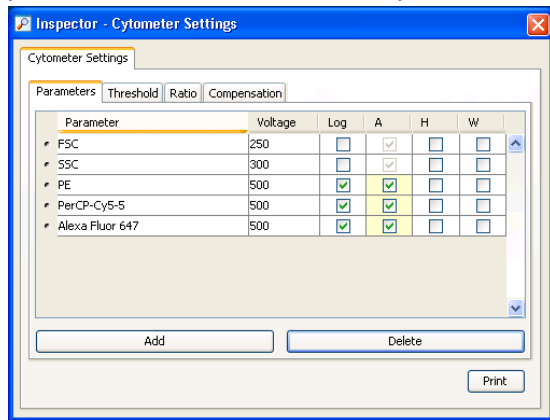 Inspector - Cytometer Settings
Cytometer Settings
Parameters Threshold Ratio Compensation
Parameter Voltage Log A H W
FSC 250
SSC 300
PE 500
PerCP-Cy5-5 500
Alexa Fluor 647 500
Add Delete
Print